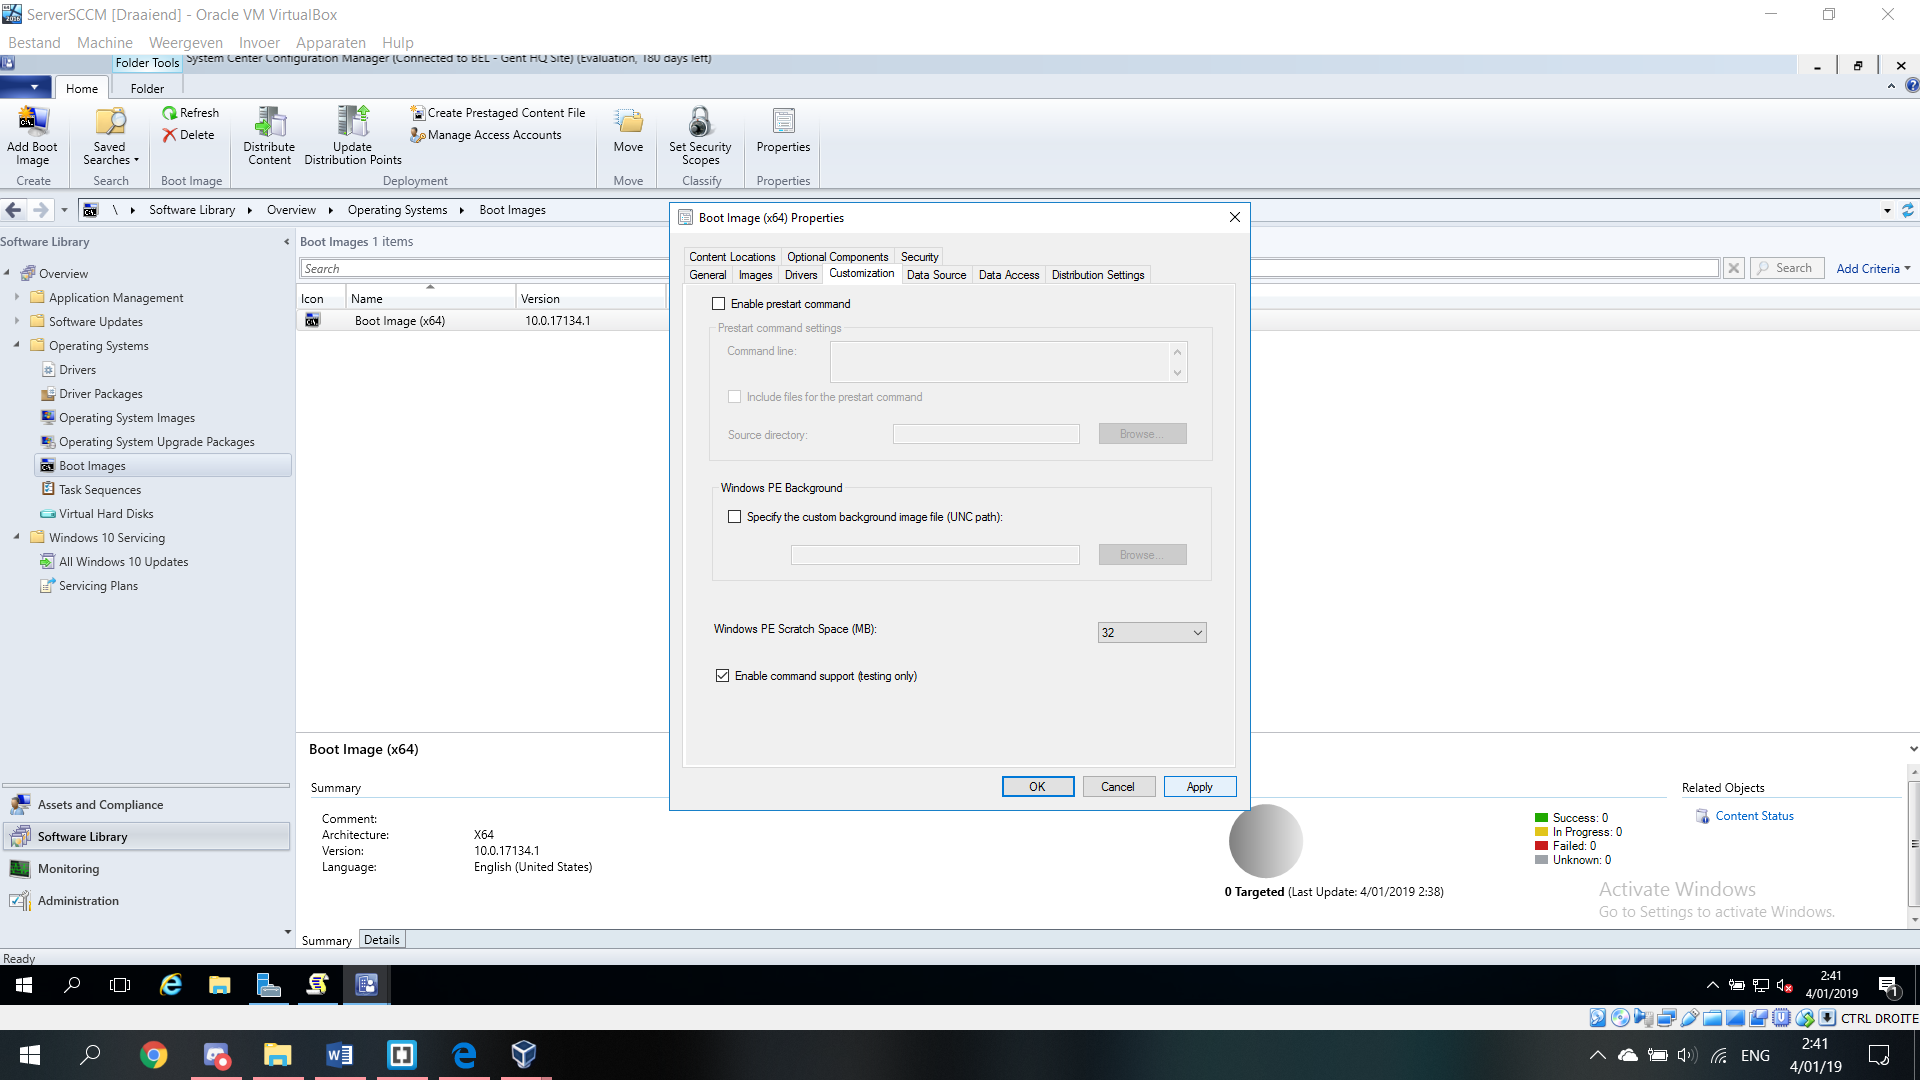 ServerSCCM [Draaiend] - Oracle VM VirtualBox
Bestand Machine Weergeven Invoer Apparaten Hulp
Folder Tools System Center Configuration Manager (Connected to BEL - Gent HQ Site) (Evaluation, 180 days left)
Home Folder
Add Boot Image
Create
Saved Searches
Search
Refresh
Delete
Boot Image
Distribute Content
Update Distribution Points
Create Prestaged Content File
Manage Access Accounts
Deployment
Move
Move
Set Security Scopes
Classify
Properties
Properties
\ Software Library Overview Operating Systems Boot Images
Software Library
Overview
Application Management
Software Updates
Operating Systems
Drivers
Driver Packages
Operating System Images
Operating System Upgrade Packages
Boot Images
Task Sequences
Virtual Hard Disks
Windows 10 Servicing
All Windows 10 Updates
Servicing Plans
Assets and Compliance
Software Library
Monitoring
Administration
Boot Images 1 items
Search
Search Add Criteria
Icon Name Version
Boot Image (x64) 10.0.17134.1
Boot Image (x64) Properties
Content Locations Optional Components Security
General Images Drivers Customization Data Source Data Access Distribution Settings
Enable prestart command
Prestart command settings
Command line:
Include files for the prestart command
Source directory: Browse...
Windows PE Background
Specify the custom background image file (UNC path):
Browse...
Windows PE Scratch Space (MB): 32
Enable command support (testing only)
OK Cancel Apply
Boot Image (x64)
Summary
Comment:
Architecture: X64
Version: 10.0.17134.1
Language: English (United States)
Success: 0
In Progress: 0
Failed: 0
Unknown: 0
0 Targeted (Last Update: 4/01/2019 2:38)
Related Objects
Content Status
Activate Windows
Go to Settings to activate Windows.
Summary Details
Ready
2:41
4/01/2019
1
CTRL DROITE
ENG
2:41
4/01/19